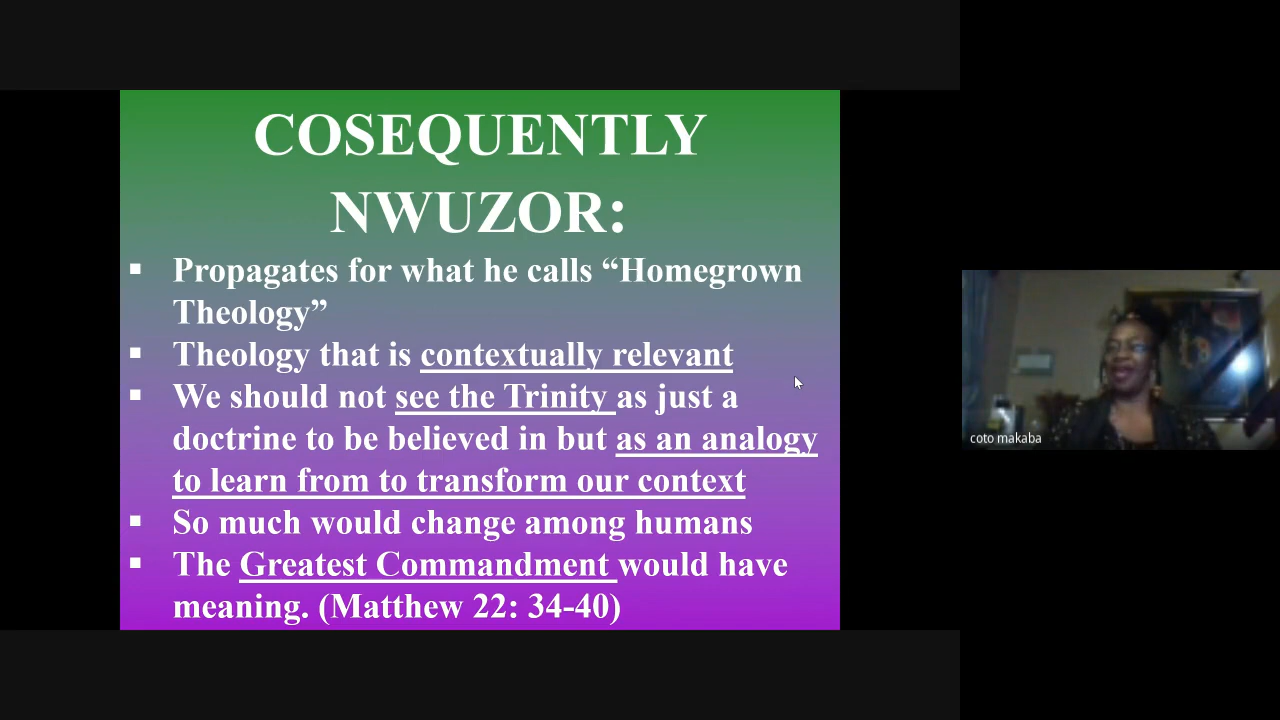 COSEQUENTLY
NWUZOR:
▪ Propagates for what he calls “Homegrown
Theology”
▪ Theology that is contextually relevant
▪ We should not see the Trinity as just a
doctrine to be believed in but as an analogy
to learn from to transform our context
▪ So much would change among humans
▪ The Greatest Commandment would have
meaning. (Matthew 22: 34-40)
coto makaba